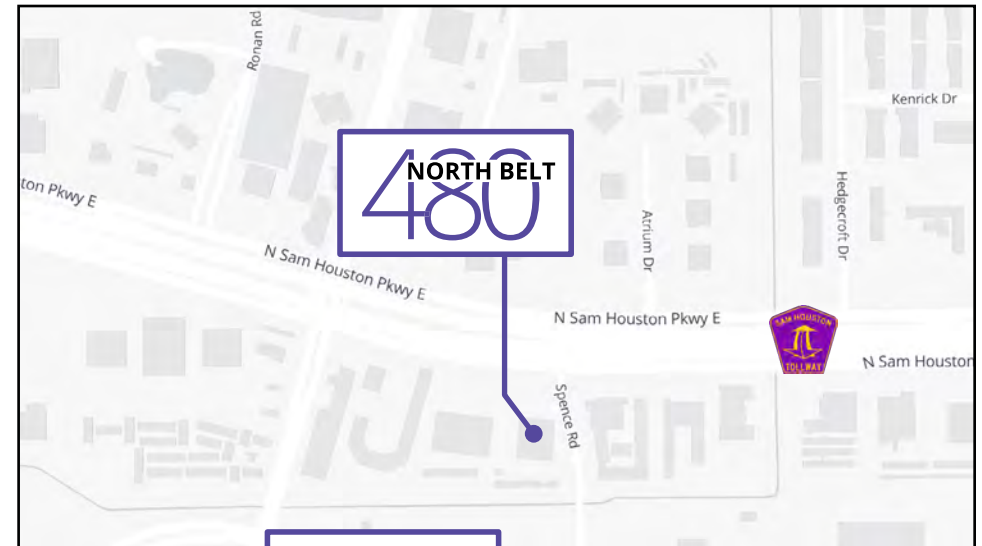 Ronan Rd
Kenrick Dr
480
NORTH BELT
ton Pkwy E
Hedgecroft Dr
Atrium Dr
N Sam Houston Pkwy E
N Sam Houston Pkwy E
SAM HOUSTON
TOLLWAY
N Sam Houston
Spence Rd